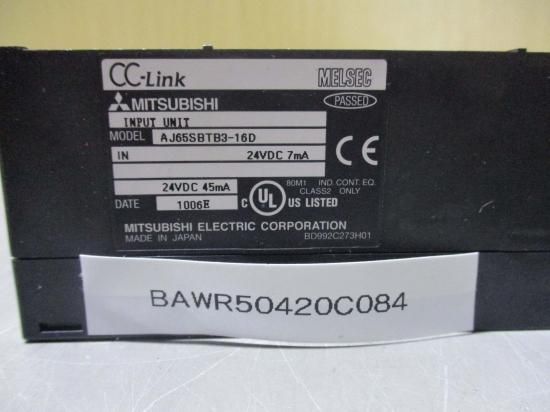 CC-Link MELSEC
MITSUBISHI PASSED
INPUT UNIT
MODEL AJ65SBTB3-16D
IN 24VDC 7mA
24VDC 45mA
80M1 IND. CONT. EQ.
CLASS2 ONLY
DATE 1006E
C UL US LISTED
MITSUBISHI ELECTRIC CORPORATION
MADE IN JAPAN BD992C273H01
BAWR50420C084